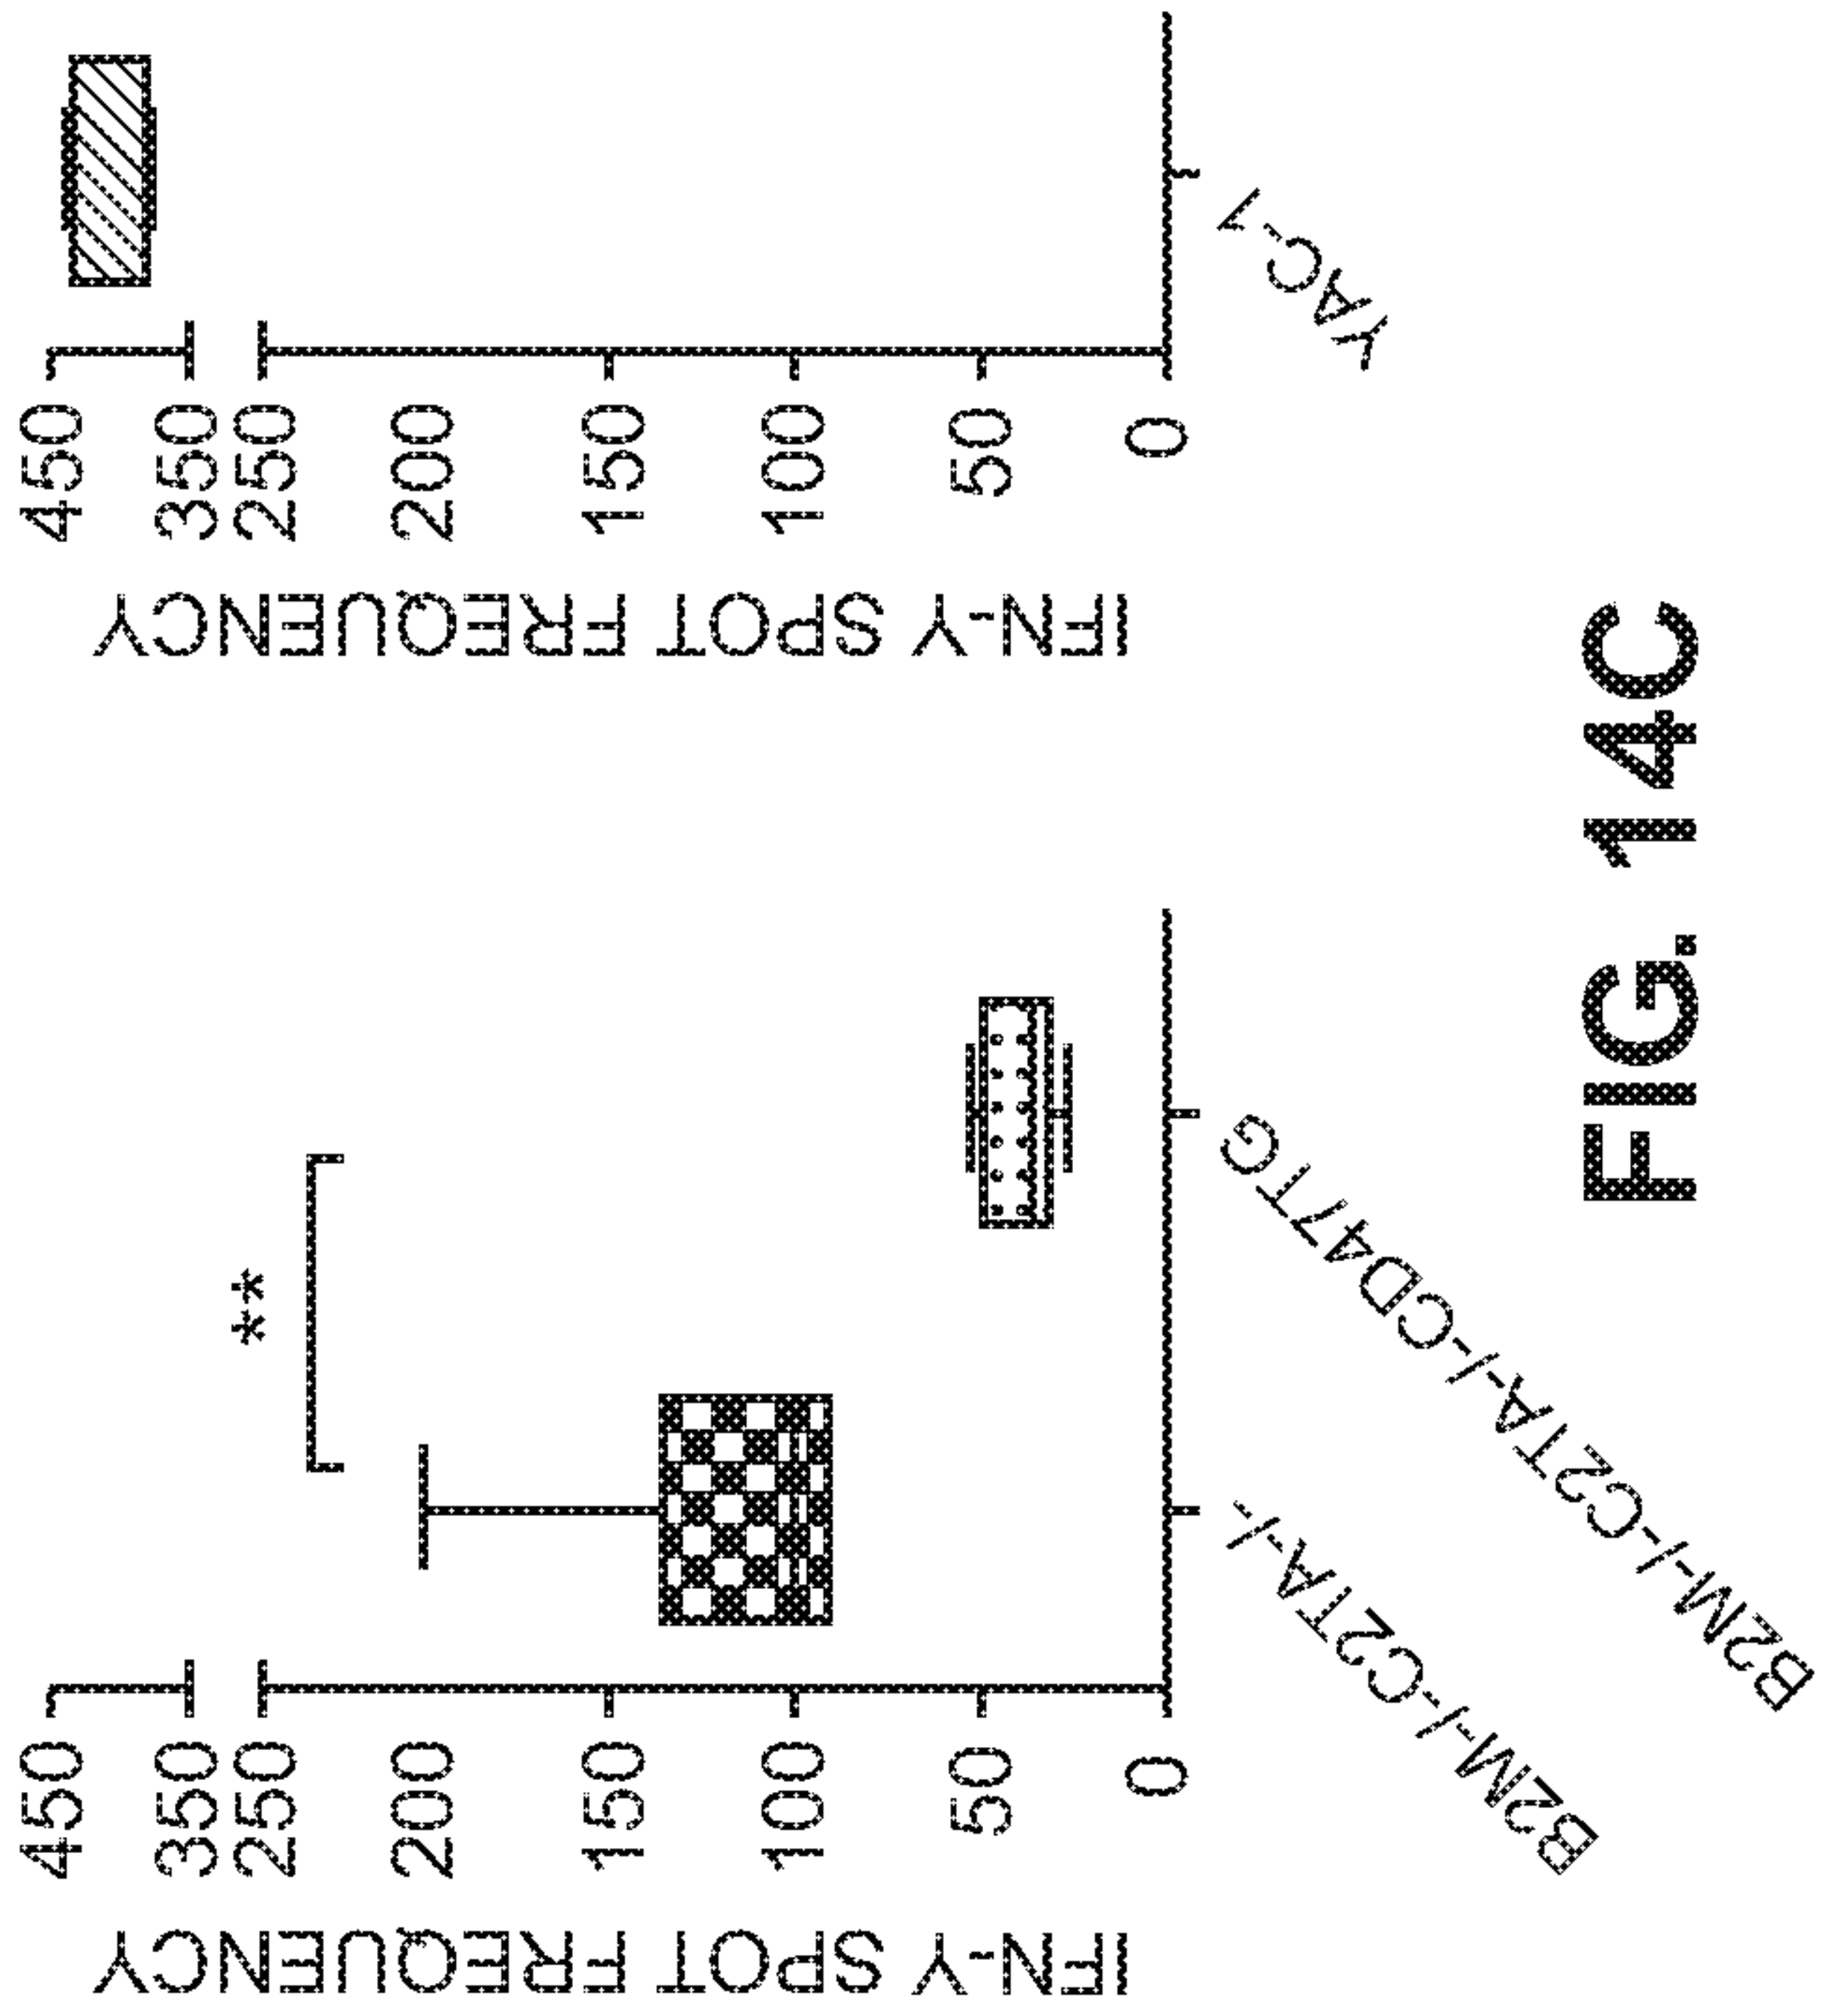 IFN-Y SPOT FREQUENCY
450
350
250
200
150
100
50
0
**
B2M-/-C2TA-/-
B2M-/-C2TA-/-CD47TG
IFN-Y SPOT FREQUENCY
450
350
250
200
150
100
50
0
YAC-1
FIG. 14C